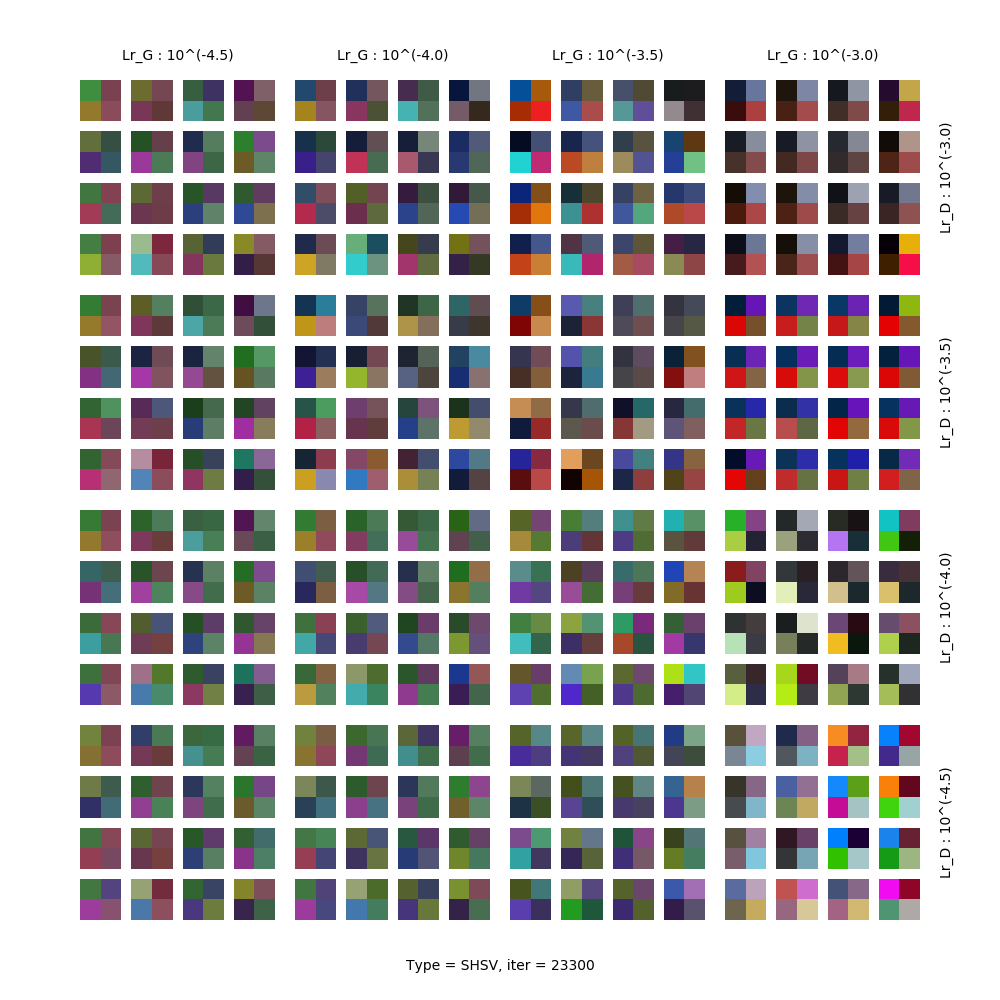 Lr_G : 10^(-4.5)
Lr_G : 10^(-4.0)
Lr_G : 10^(-3.5)
Lr_G : 10^(-3.0)
Lr_D : 10^(-3.0)
Lr_D : 10^(-3.5)
Lr_D : 10^(-4.0)
Lr_D : 10^(-4.5)
Type = SHSV, iter = 23300